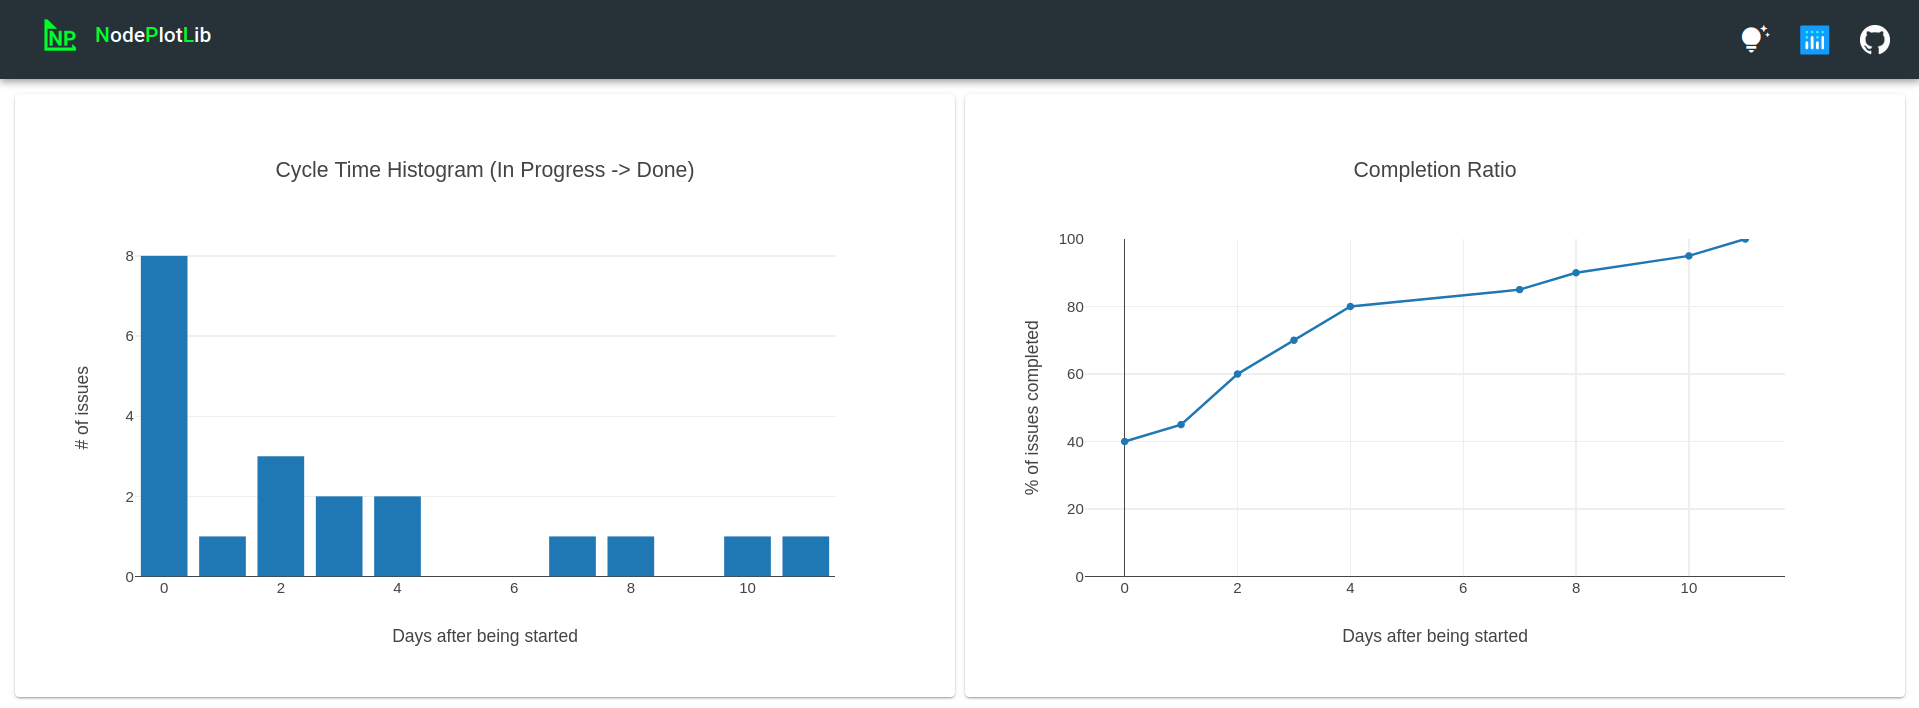 NP NodePlotLib
Cycle Time Histogram (In Progress -> Done)
# of issues
8
6
4
2
0
0 2 4 6 8 10
Days after being started
Completion Ratio
% of issues completed
100
80
60
40
20
0
0 2 4 6 8 10
Days after being started